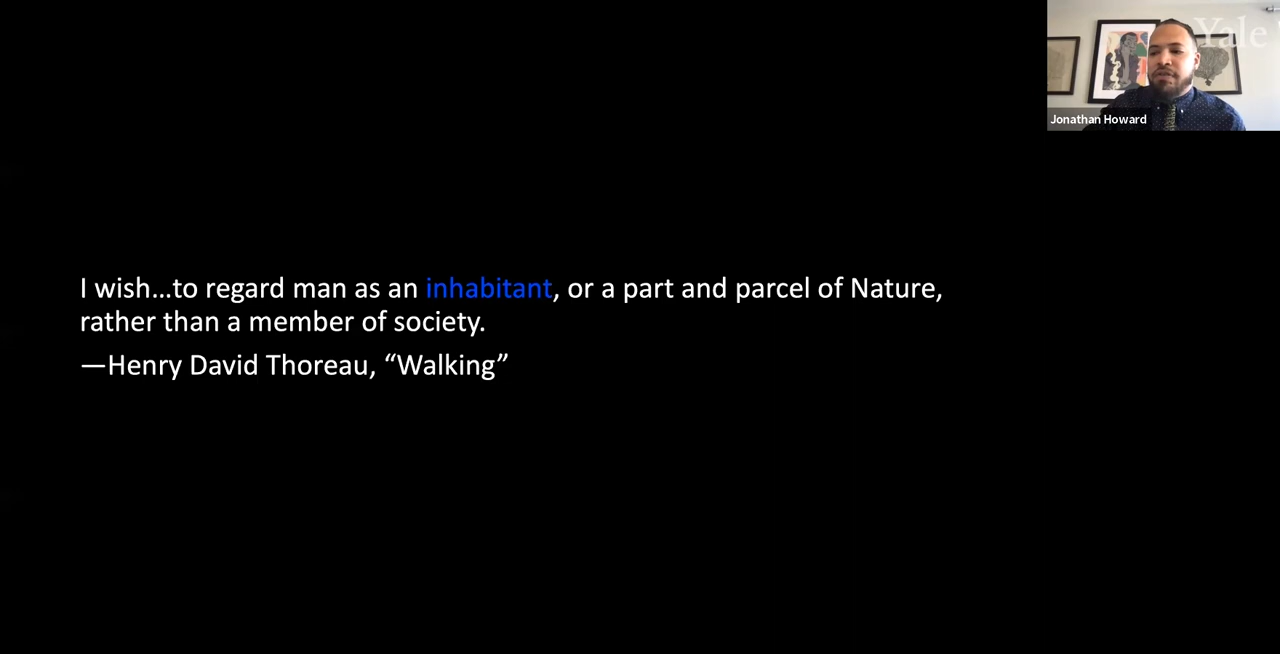 Yale
Jonathan Howard
I wish…to regard man as an inhabitant, or a part and parcel of Nature,
rather than a member of society.
—Henry David Thoreau, “Walking”